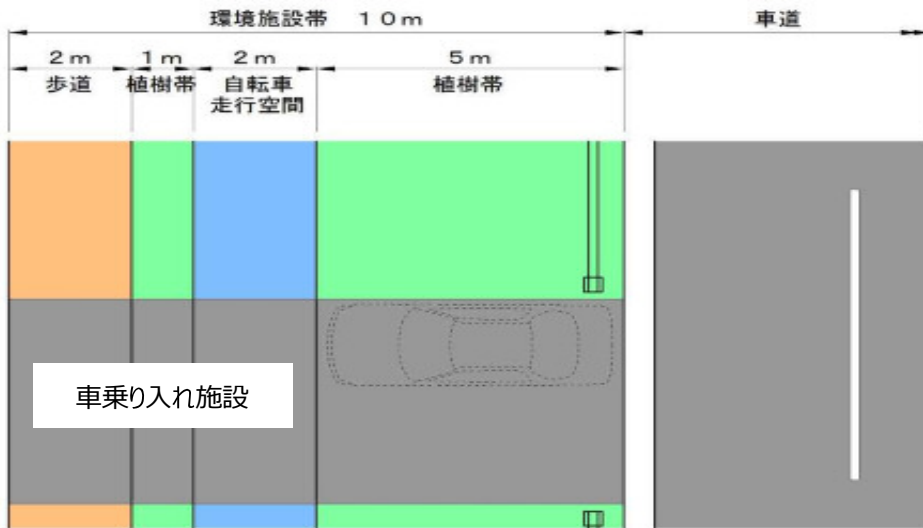 環境施設帯　10m
車道
2m
1m
2m
5m
歩道
植樹帯
自転車
走行空間
植樹帯
車乗り入れ施設